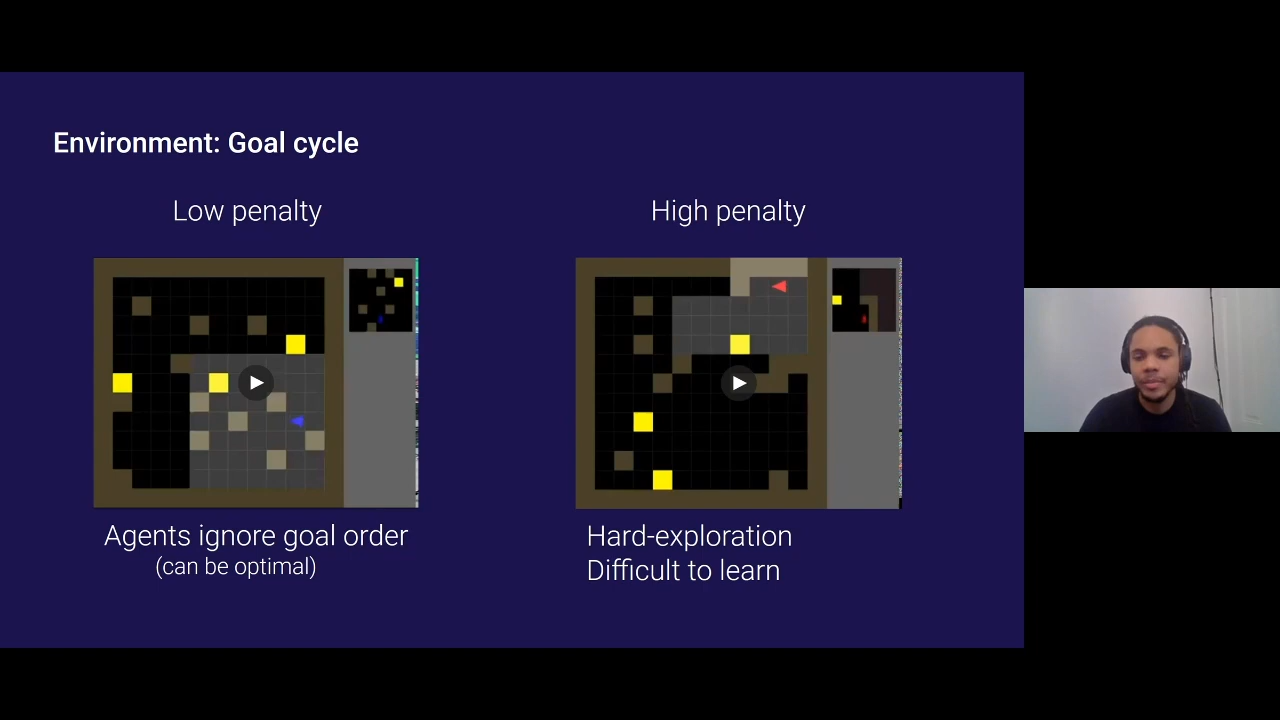 Environment: Goal cycle
Low penalty
High penalty
Agents ignore goal order
(can be optimal)
Hard-exploration
Difficult to learn